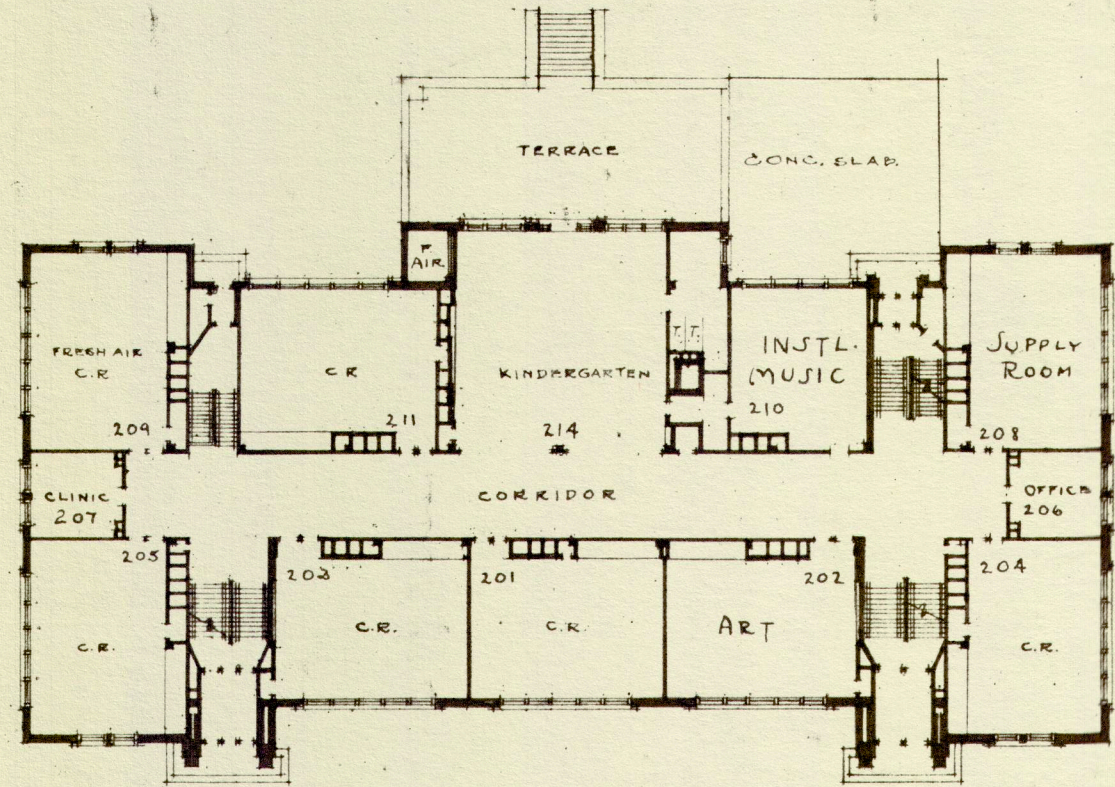 TERRACE
CONC. SLAB.
F. AIR
FRESH AIR
C.R
209
C R
211
KINDERGARTEN
214
T. T.
INSTL.
MUSIC
210
SUPPLY
ROOM
208
CLINIC
207
CORRIDOR
OFFICE
206
205
C.R.
203
C.R.
201
C.R.
202
ART
204
C.R.